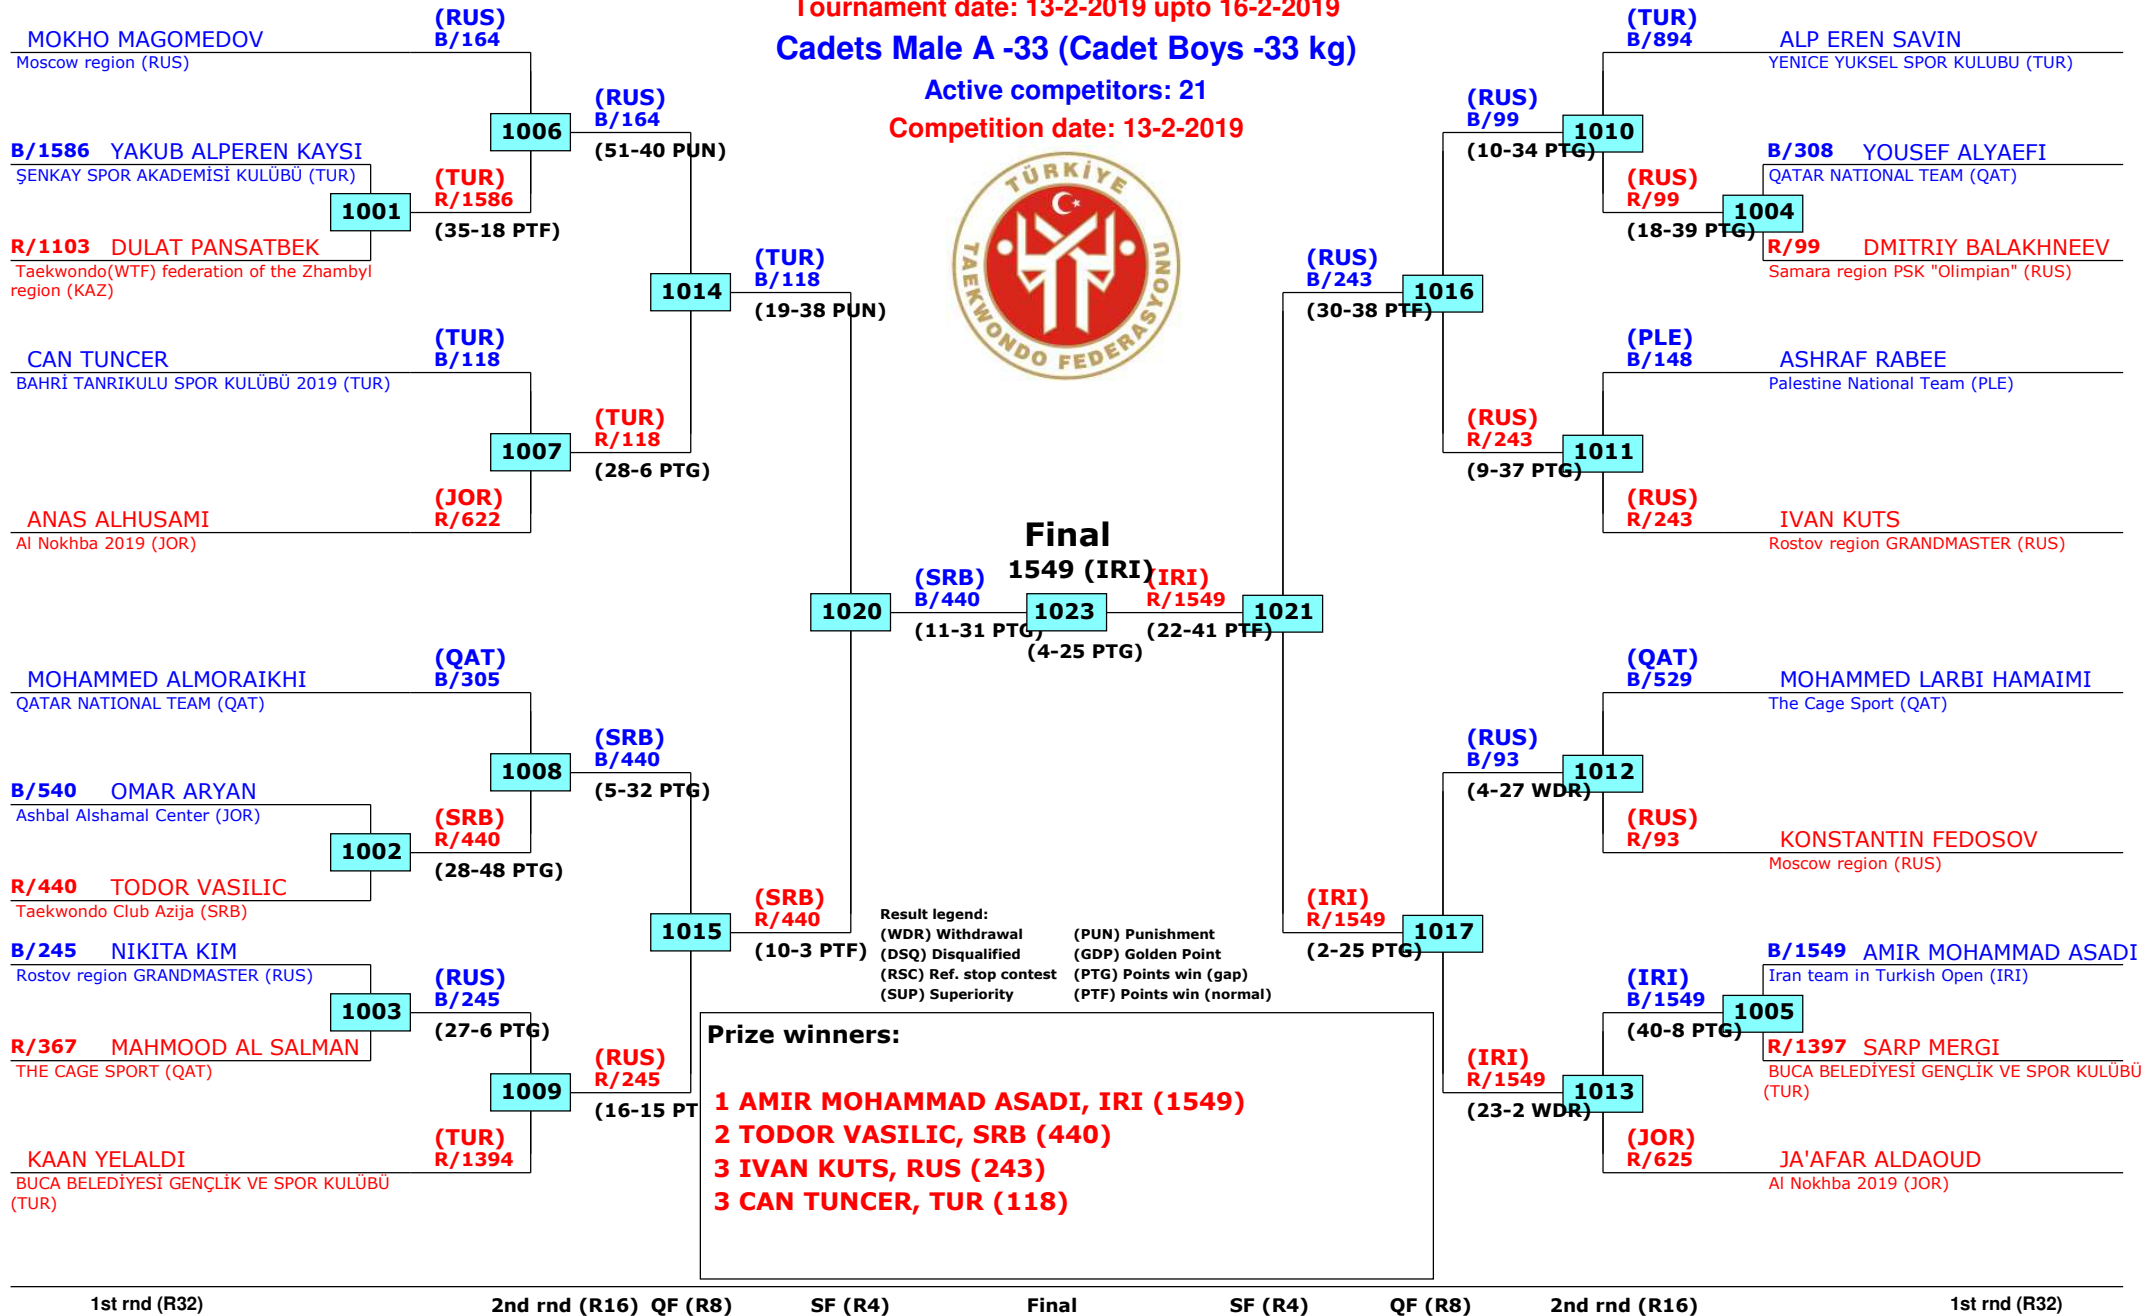 Tournament date: 13-2-2019 upto 16-2-2019
Cadets Male A -33 (Cadet Boys -33 kg)
Active competitors: 21
Competition date: 13-2-2019
TÜRKİYE
TAEKWONDO FEDERASYONU
MOKHO MAGOMEDOV
Moscow region (RUS)
(RUS)
B/164
1006
(RUS)
B/164
(51-40 PUN)
B/1586 YAKUB ALPEREN KAYSI
ŞENKAY SPOR AKADEMİSİ KULÜBÜ (TUR)
1001
(TUR)
R/1586
(35-18 PTF)
R/1103 DULAT PANSATBEK
Taekwondo(WTF) federation of the Zhambyl
region (KAZ)
1014
(TUR)
B/118
(19-38 PUN)
CAN TUNCER
BAHRİ TANRIKULU SPOR KULÜBÜ 2019 (TUR)
(TUR)
B/118
1007
(TUR)
R/118
(28-6 PTG)
ANAS ALHUSAMI
Al Nokhba 2019 (JOR)
(JOR)
R/622
1020
(SRB)
B/440
(11-31 PTG)
MOHAMMED ALMORAIKHI
QATAR NATIONAL TEAM (QAT)
(QAT)
B/305
1008
(SRB)
B/440
(5-32 PTG)
B/540 OMAR ARYAN
Ashbal Alshamal Center (JOR)
1002
(SRB)
R/440
(28-48 PTG)
R/440 TODOR VASILIC
Taekwondo Club Azija (SRB)
1015
(SRB)
R/440
(10-3 PTF)
B/245 NIKITA KIM
Rostov region GRANDMASTER (RUS)
1003
(RUS)
B/245
(27-6 PTG)
R/367 MAHMOOD AL SALMAN
THE CAGE SPORT (QAT)
1009
(RUS)
R/245
(16-15 PT
KAAN YELALDI
BUCA BELEDİYESİ GENÇLİK VE SPOR KULÜBÜ
(TUR)
(TUR)
R/1394
Final
1549 (IRI)
1023
(4-25 PTG)
(IRI)
R/1549
(22-41 PTF)
1021
(TUR)
B/894
ALP EREN SAVIN
YENICE YUKSEL SPOR KULUBU (TUR)
(RUS)
B/99
(10-34 PTG)
1010
B/308 YOUSEF ALYAEFI
QATAR NATIONAL TEAM (QAT)
(RUS)
R/99
(18-39 PTG)
1004
R/99 DMITRIY BALAKHNEEV
Samara region PSK "Olimpian" (RUS)
(RUS)
B/243
(30-38 PTF)
1016
(PLE)
B/148
ASHRAF RABEE
Palestine National Team (PLE)
(RUS)
R/243
(9-37 PTG)
1011
(RUS)
R/243
IVAN KUTS
Rostov region GRANDMASTER (RUS)
(QAT)
B/529
MOHAMMED LARBI HAMAIMI
The Cage Sport (QAT)
(RUS)
B/93
(4-27 WDR)
1012
(RUS)
R/93
KONSTANTIN FEDOSOV
Moscow region (RUS)
(IRI)
R/1549
(2-25 PTG)
1017
B/1549 AMIR MOHAMMAD ASADI
Iran team in Turkish Open (IRI)
(IRI)
B/1549
(40-8 PTG)
1005
R/1397 SARP MERGI
BUCA BELEDİYESİ GENÇLİK VE SPOR KULÜBÜ
(TUR)
(IRI)
R/1549
(23-2 WDR)
1013
(JOR)
R/625
JA'AFAR ALDAOUD
Al Nokhba 2019 (JOR)
Result legend:
(WDR) Withdrawal (PUN) Punishment
(DSQ) Disqualified (GDP) Golden Point
(RSC) Ref. stop contest (PTG) Points win (gap)
(SUP) Superiority (PTF) Points win (normal)
Prize winners:
1 AMIR MOHAMMAD ASADI, IRI (1549)
2 TODOR VASILIC, SRB (440)
3 IVAN KUTS, RUS (243)
3 CAN TUNCER, TUR (118)
1st rnd (R32) 2nd rnd (R16) QF (R8) SF (R4) Final SF (R4) QF (R8) 2nd rnd (R16) 1st rnd (R32)